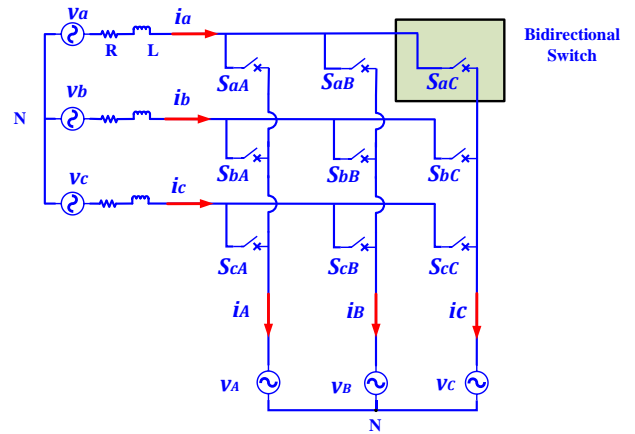 va
ia
R
L
Bidirectional
Switch
SaA
SaB
SaC
vb
ib
N
SbA
SbB
SbC
vc
ic
ScA
ScB
ScC
iA
iB
ic
vA
vB
vC
N